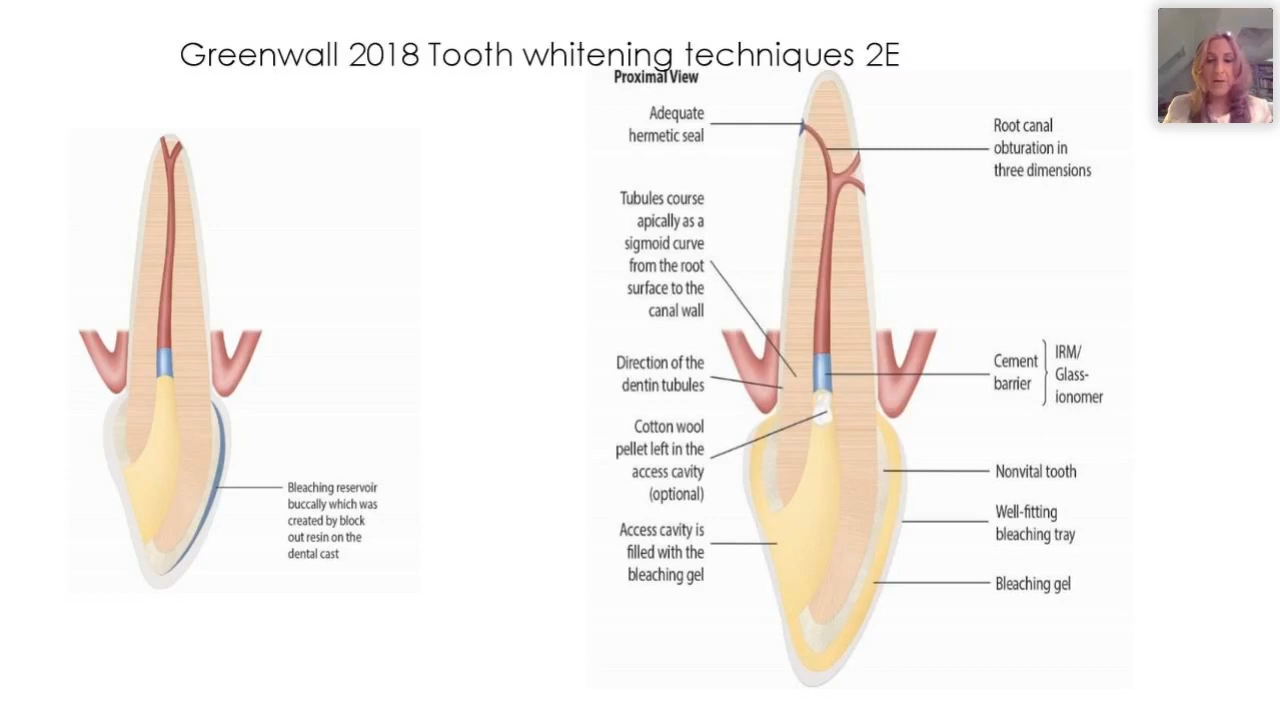 Greenwall 2018 Tooth whitening techniques 2E
Bleaching reservoir
buccally which was
created by block
out resin on the
dental cast
Proximal View
Adequate
hermetic seal
Tubules course
apically as a
sigmoid curve
from the root
surface to the
canal wall
Direction of the
dentin tubules
Cotton wool
pellet left in the
access cavity
(optional)
Access cavity is
filled with the
bleaching gel
Root canal
obturation in
three dimensions
Cement
barrier
IRM/
Glass-
ionomer
Nonvital tooth
Well-fitting
bleaching tray
Bleaching gel